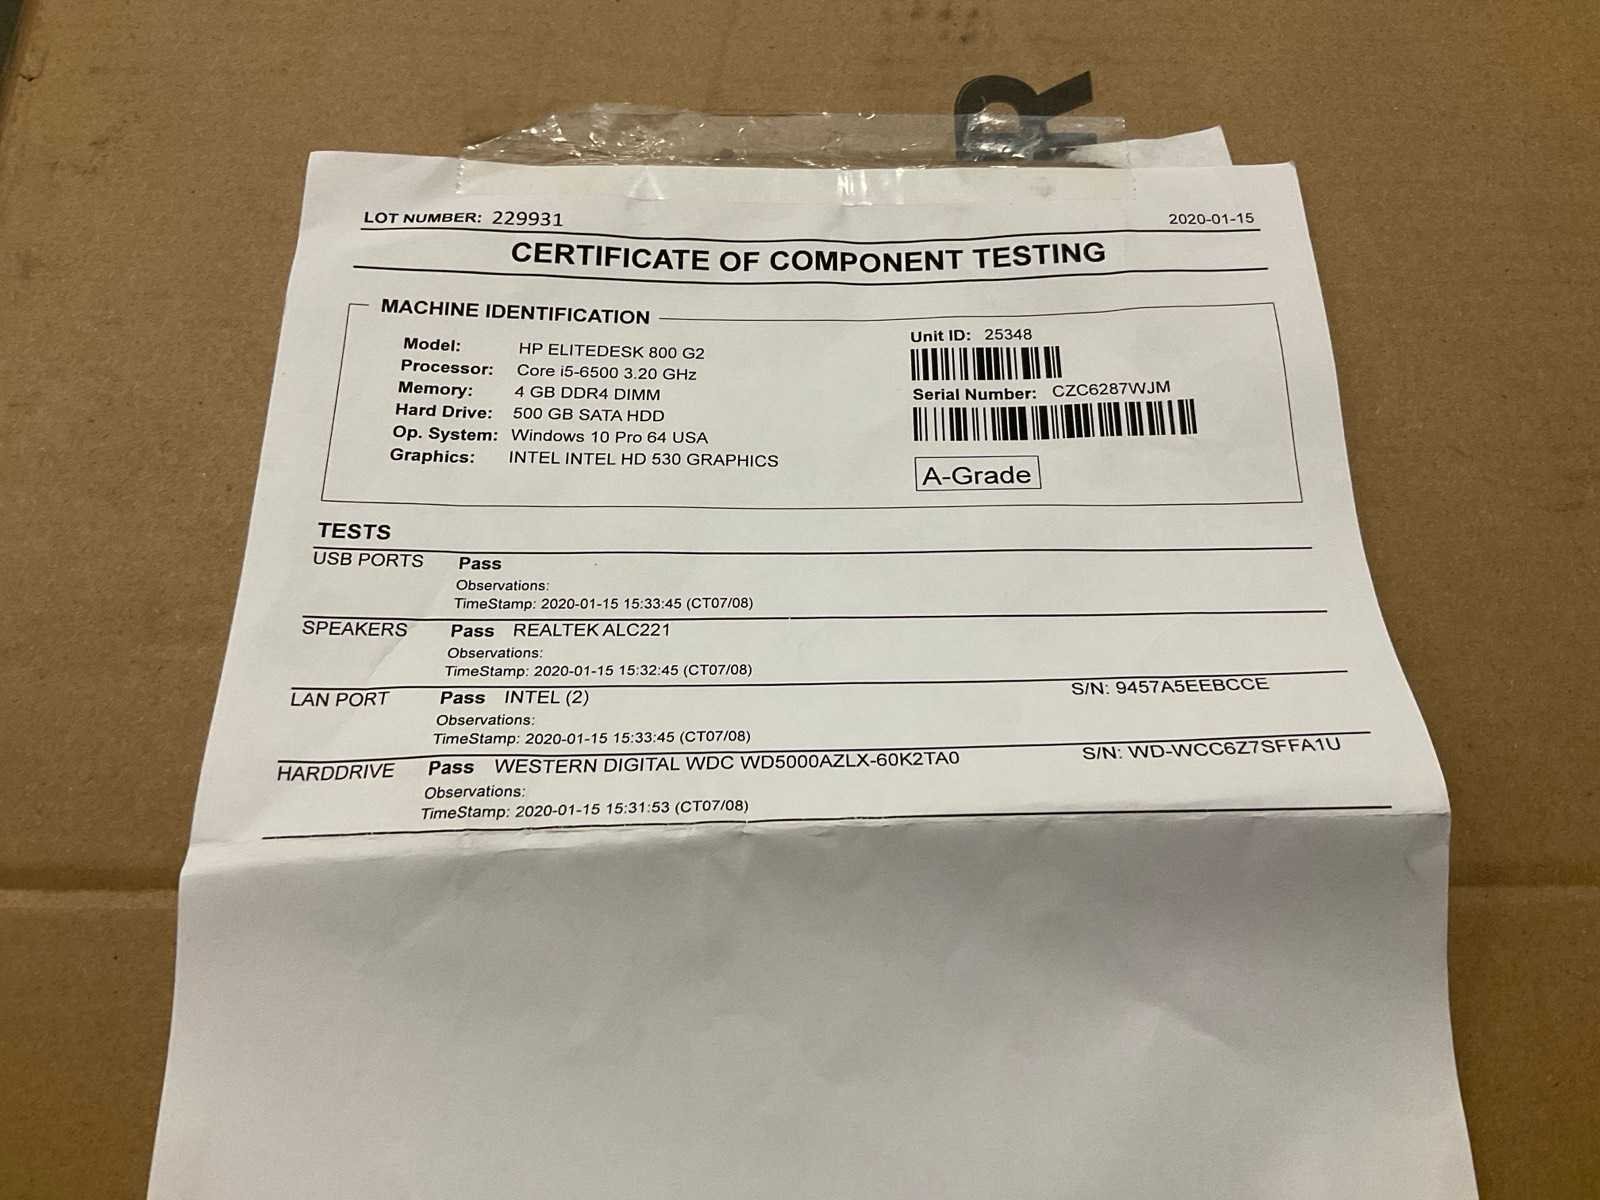 R
LOT NUMBER: 229931
2020-01-15
CERTIFICATE OF COMPONENT TESTING
MACHINE IDENTIFICATION
Model: HP ELITEDESK 800 G2
Processor: Core i5-6500 3.20 GHz
Memory: 4 GB DDR4 DIMM
Hard Drive: 500 GB SATA HDD
Op. System: Windows 10 Pro 64 USA
Graphics: INTEL INTEL HD 530 GRAPHICS
Unit ID: 25348
Serial Number: CZC6287WJM
A-Grade
TESTS
USB PORTS Pass
Observations:
TimeStamp: 2020-01-15 15:33:45 (CT07/08)
SPEAKERS Pass REALTEK ALC221
Observations:
TimeStamp: 2020-01-15 15:32:45 (CT07/08)
LAN PORT Pass INTEL (2) S/N: 9457A5EEBCCE
Observations:
TimeStamp: 2020-01-15 15:33:45 (CT07/08)
HARDDRIVE Pass WESTERN DIGITAL WDC WD5000AZLX-60K2TA0 S/N: WD-WCC6Z7SFFA1U
Observations:
TimeStamp: 2020-01-15 15:31:53 (CT07/08)